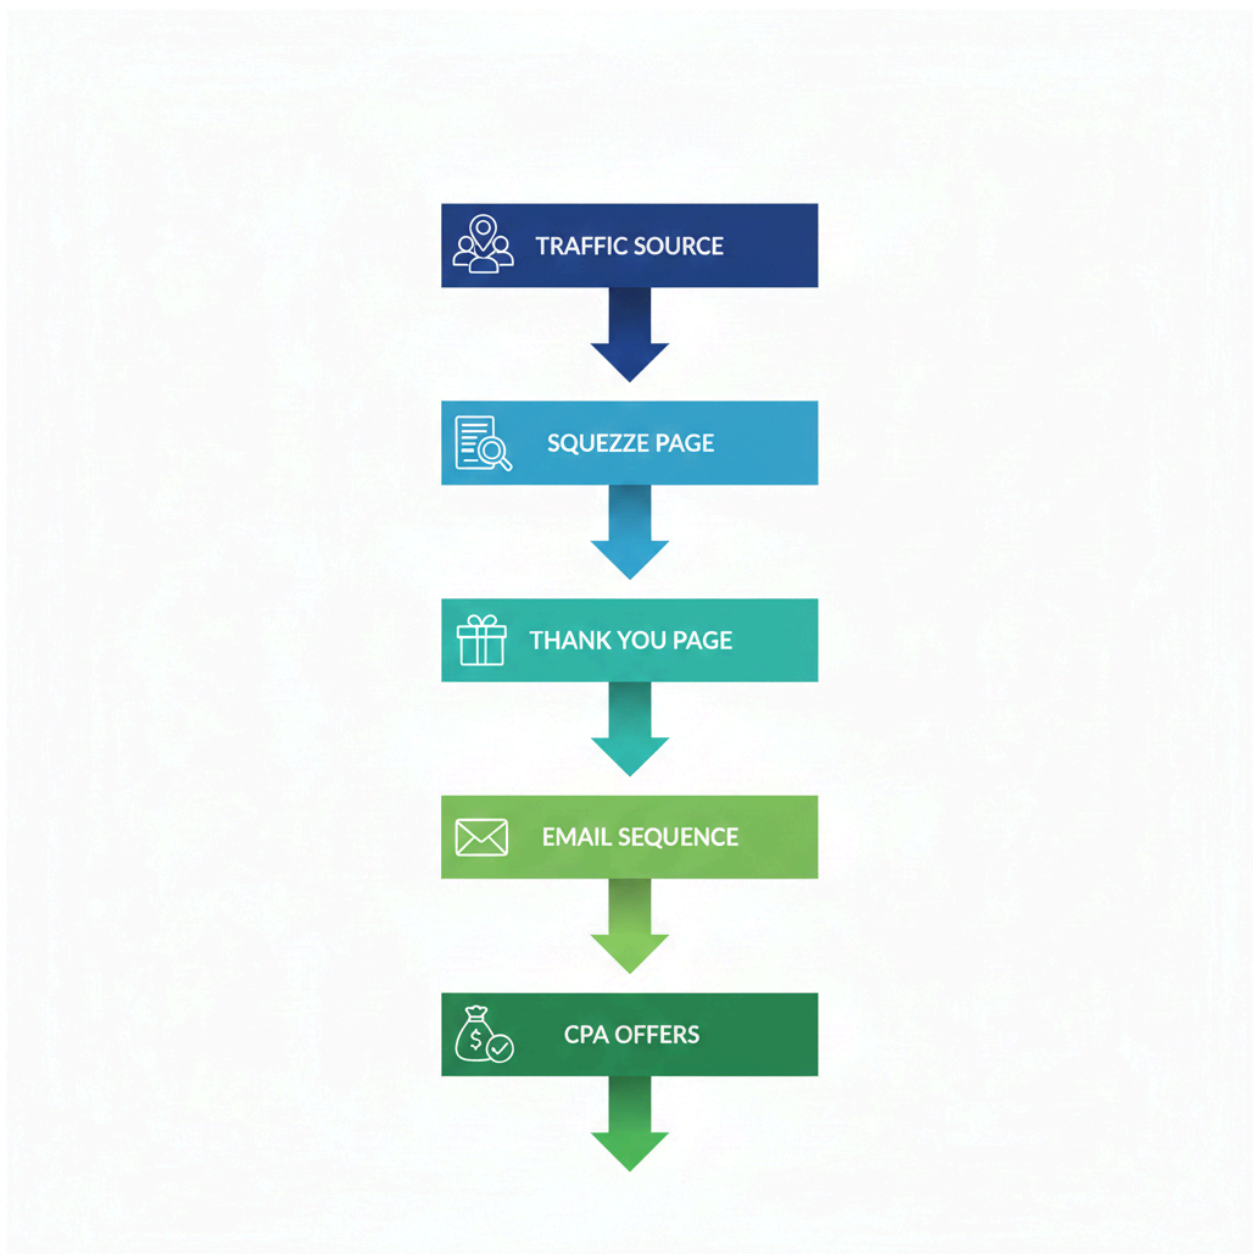 TRAFFIC SOURCE
SQUEZZE PAGE
THANK YOU PAGE
EMAIL SEQUENCE
$
CPA OFFERS